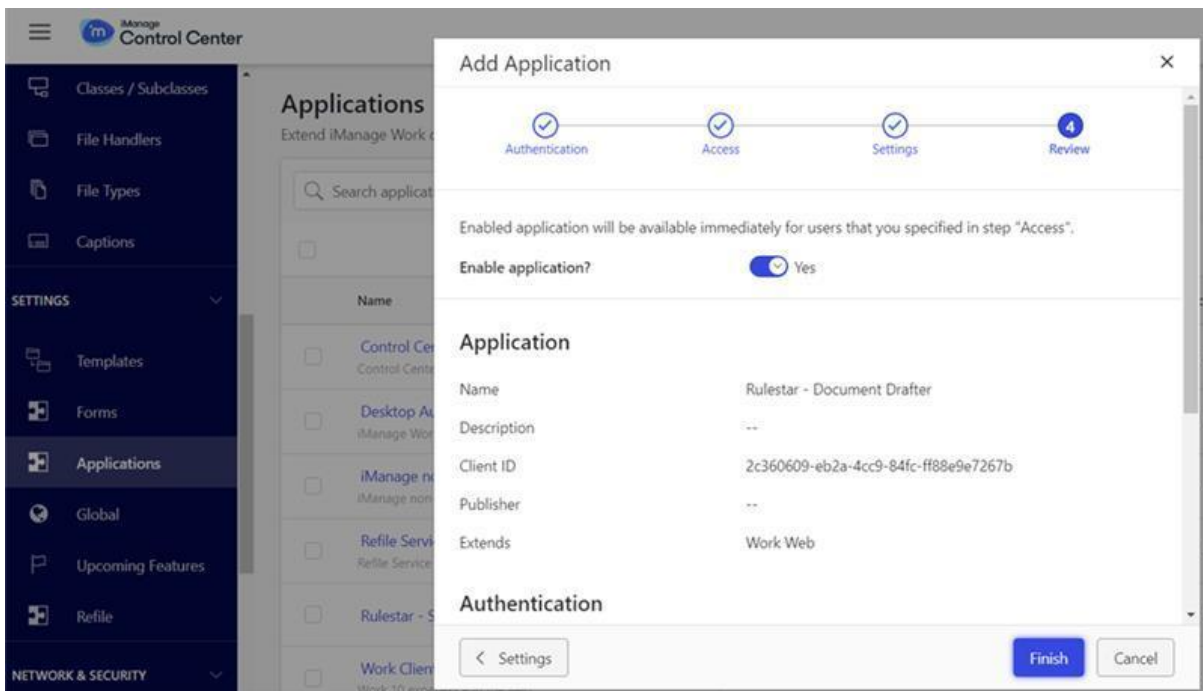 iManage
Control Center
Classes / Subclasses
File Handlers
File Types
Captions
SETTINGS
Templates
Forms
Applications
Global
Upcoming Features
Refile
NETWORK & SECURITY
Applications
Extend iManage Work
Search applicat
Name
Control Ce
Control Cente
Desktop Au
iManage Wor
iManage no
iManage non
Refile Servi
Refile Service
Rulestar - S
Work Clien
Add Application
Authentication
Access
Settings
4
Review
Enabled application will be available immediately for users that you specified in step "Access".
Enable application? Yes
Application
Name Rulestar - Document Drafter
Description --
Client ID 2c360609-eb2a-4cc9-84fc-ff88e9e7267b
Publisher --
Extends Work Web
Authentication
< Settings
Finish
Cancel